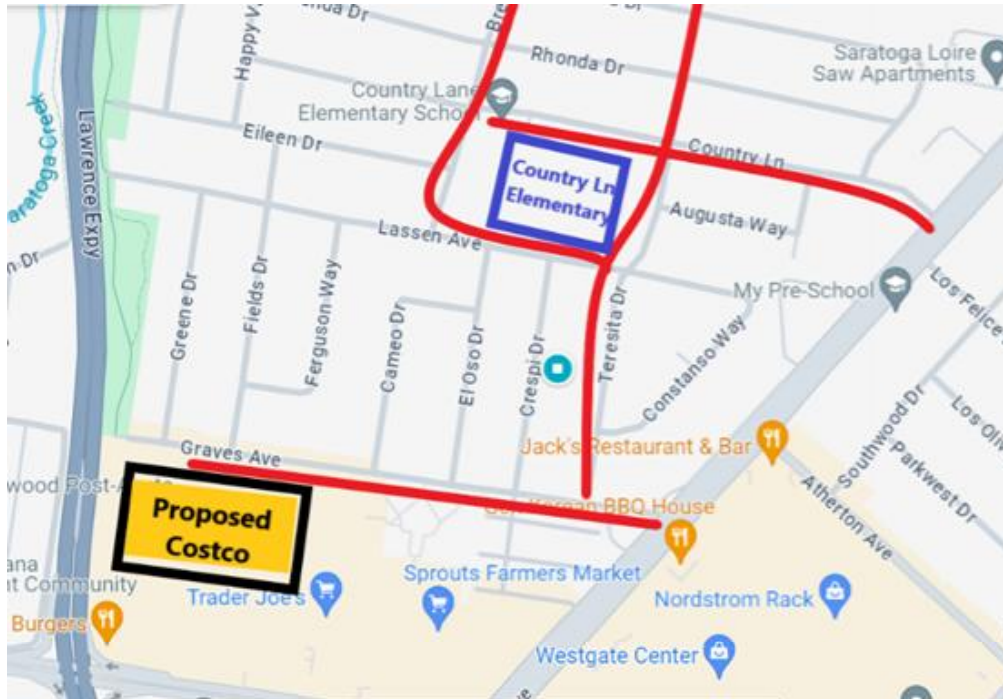 Rhonda Dr
Saratoga Loire
Saw Apartments
Happy V
Country Lane
Elementary School
Lawrence Expy
Eileen Dr
Country Ln
Country Ln
Elementary
Augusta Way
Lassen Ave
My Pre-School
Los Felice
Greene Dr
Fields Dr
Ferguson Way
Cameo Dr
El Oso Dr
Crespi Dr
Teresita Dr
Constanso Way
Southwood Dr
Parkwest Dr
Graves Ave
Jack's Restaurant & Bar
Atherton Ave
Proposed
Costco
BBQ House
Sprouts Farmers Market
Trader Joe's
Nordstrom Rack
Community
Burgers
Westgate Center